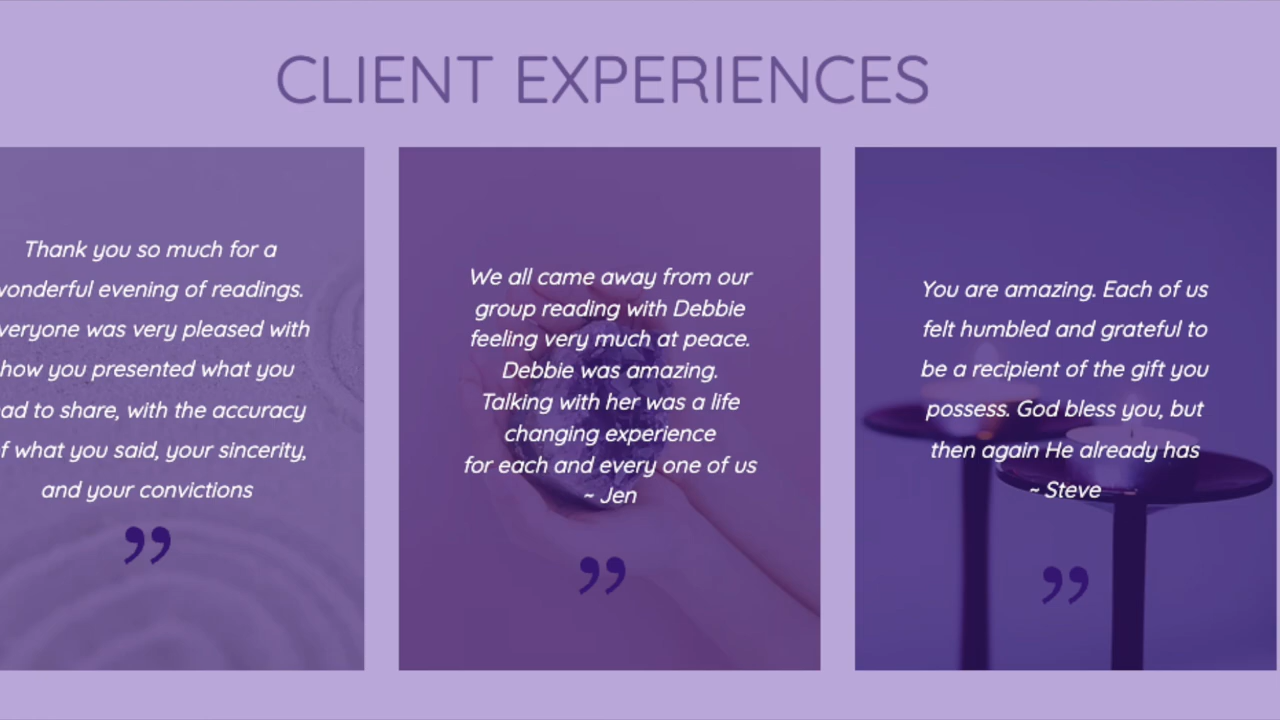 CLIENT EXPERIENCES
Thank you so much for a
wonderful evening of readings.
veryone was very pleased with
how you presented what you
ad to share, with the accuracy
f what you said, your sincerity,
and your convictions
”
We all came away from our
group reading with Debbie
feeling very much at peace.
Debbie was amazing.
Talking with her was a life
changing experience
for each and every one of us
~ Jen
”
You are amazing. Each of us
felt humbled and grateful to
be a recipient of the gift you
possess. God bless you, but
then again He already has
~ Steve
”